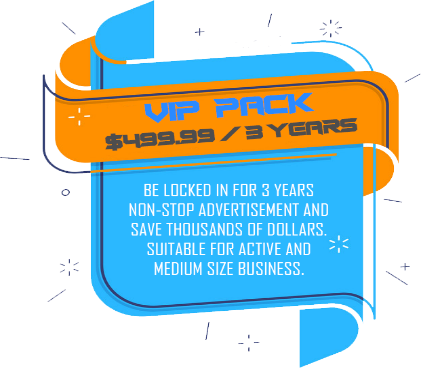 VIP PACK
$499.99 / 3 YEARS
BE LOCKED IN FOR 3 YEARS
NON-STOP ADVERTISEMENT AND
SAVE THOUSANDS OF DOLLARS.
SUITABLE FOR ACTIVE AND
MEDIUM SIZE BUSINESS.